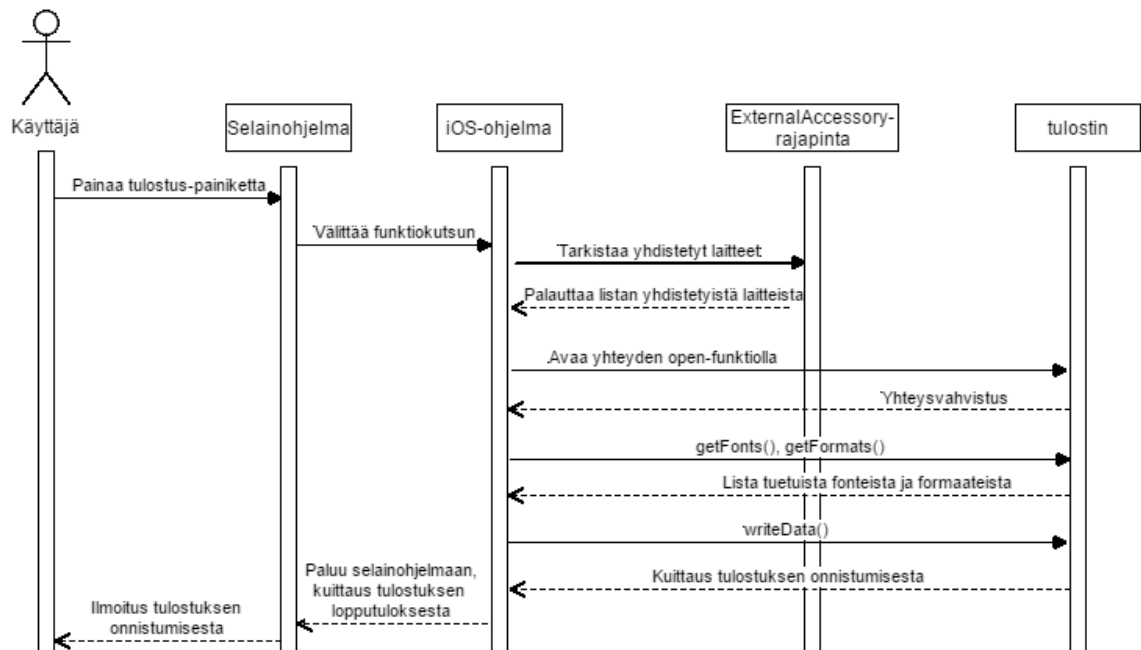 Käyttäjä
Selainohjelma
iOS-ohjelma
ExternalAccessory-
rajapinta
tulostin
Painaa tulostus-painiketta
Välittää funktiokutsun
Tarkistaa yhdistetyt laitteet
Palauttaa listan yhdistetyistä laitteista
Avaa yhteyden open-funktiolla
Yhteysvahvistus
getFonts(), getFormats()
Lista tuetuista fonteista ja formaateista
writeData()
Kuittaus tulostuksen onnistumisesta
Paluu selainohjelmaan,
kuittaus tulostuksen
lopputuloksesta
Ilmoitus tulostuksen
onnistumisesta